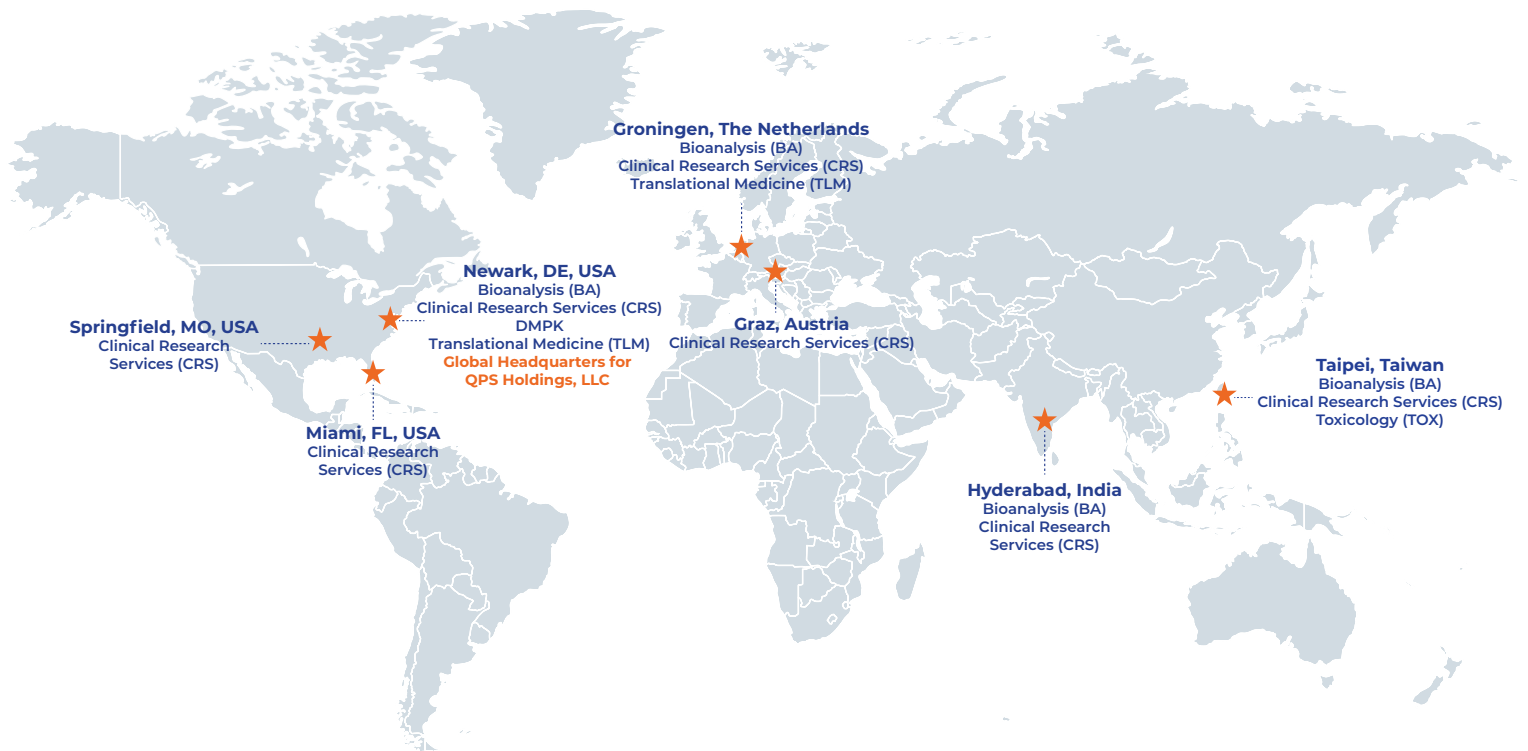 Groningen, The Netherlands
Bioanalysis (BA)
Clinical Research Services (CRS)
Translational Medicine (TLM)
Newark, DE, USA
Bioanalysis (BA)
Clinical Research Services (CRS)
DMPK
Translational Medicine (TLM)
Global Headquarters for
QPS Holdings, LLC
Springfield, MO, USA
Clinical Research
Services (CRS)
Graz, Austria
Clinical Research Services (CRS)
Taipei, Taiwan
Bioanalysis (BA)
Clinical Research Services (CRS)
Toxicology (TOX)
Miami, FL, USA
Clinical Research
Services (CRS)
Hyderabad, India
Bioanalysis (BA)
Clinical Research
Services (CRS)